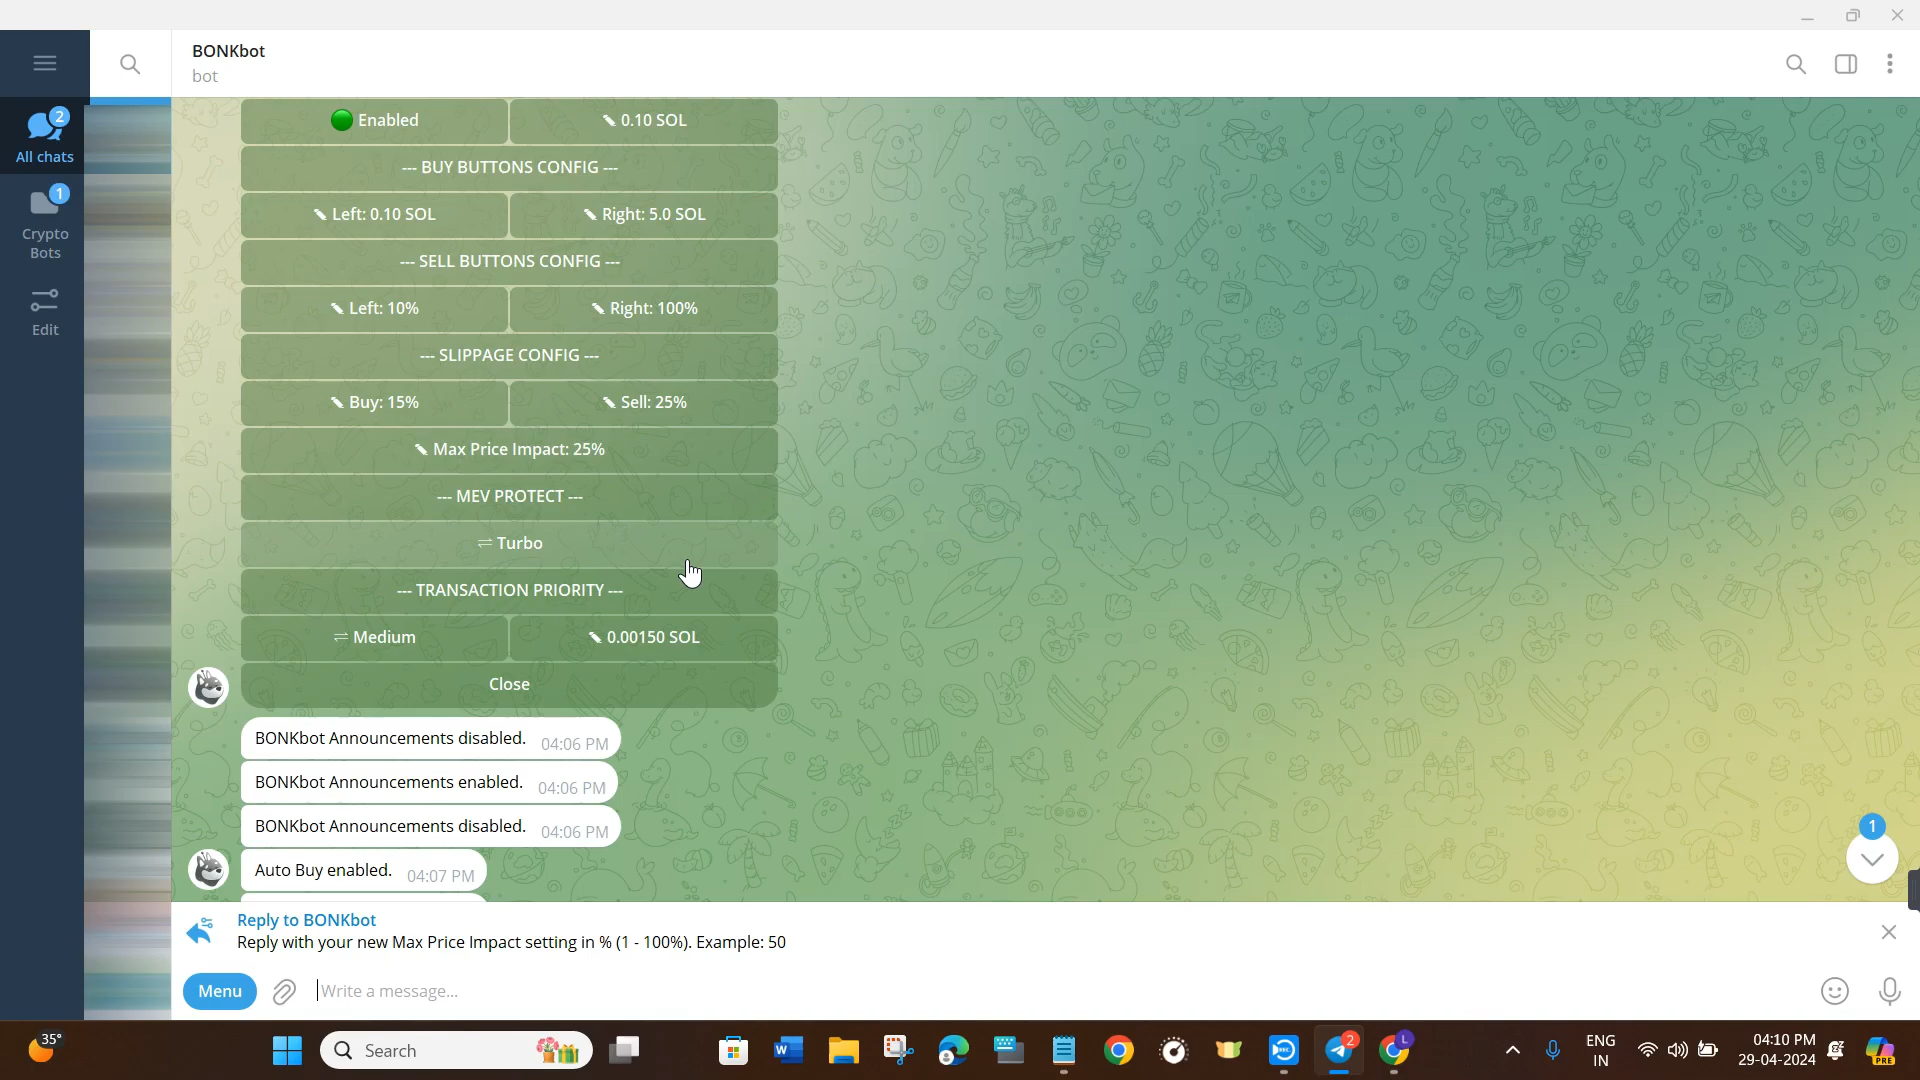 BONKbot
bot
2
All chats
1
Crypto
Bots
Edit
Enabled
0.10 SOL
--- BUY BUTTONS CONFIG ---
Left: 0.10 SOL
Right: 5.0 SOL
--- SELL BUTTONS CONFIG ---
Left: 10%
Right: 100%
--- SLIPPAGE CONFIG ---
Buy: 15%
Sell: 25%
Max Price Impact: 25%
--- MEV PROTECT ---
⇌ Turbo
--- TRANSACTION PRIORITY ---
⇌ Medium
0.00150 SOL
Close
BONKbot Announcements disabled. 04:06 PM
BONKbot Announcements enabled. 04:06 PM
BONKbot Announcements disabled. 04:06 PM
Auto Buy enabled. 04:07 PM
1
Reply to BONKbot
Reply with your new Max Price Impact setting in % (1 - 100%). Example: 50
Menu
Write a message...
35°
Search
W
2
L
ENG
IN
04:10 PM
29-04-2024
PRE